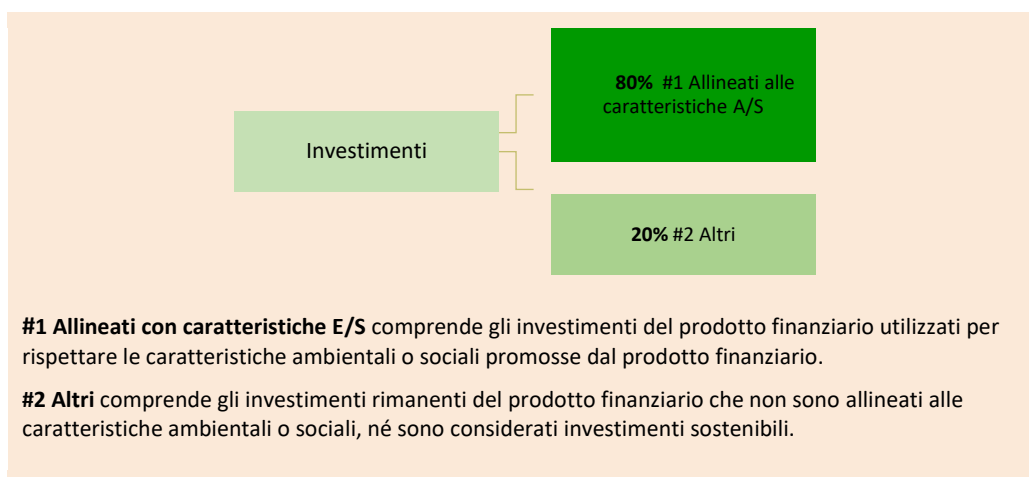 80% #1 Allineati alle
caratteristiche A/S
Investimenti
20% #2 Altri
#1 Allineati con caratteristiche E/S comprende gli investimenti del prodotto finanziario utilizzati per
rispettare le caratteristiche ambientali o sociali promosse dal prodotto finanziario.
#2 Altri comprende gli investimenti rimanenti del prodotto finanziario che non sono allineati alle
caratteristiche ambientali o sociali, né sono considerati investimenti sostenibili.